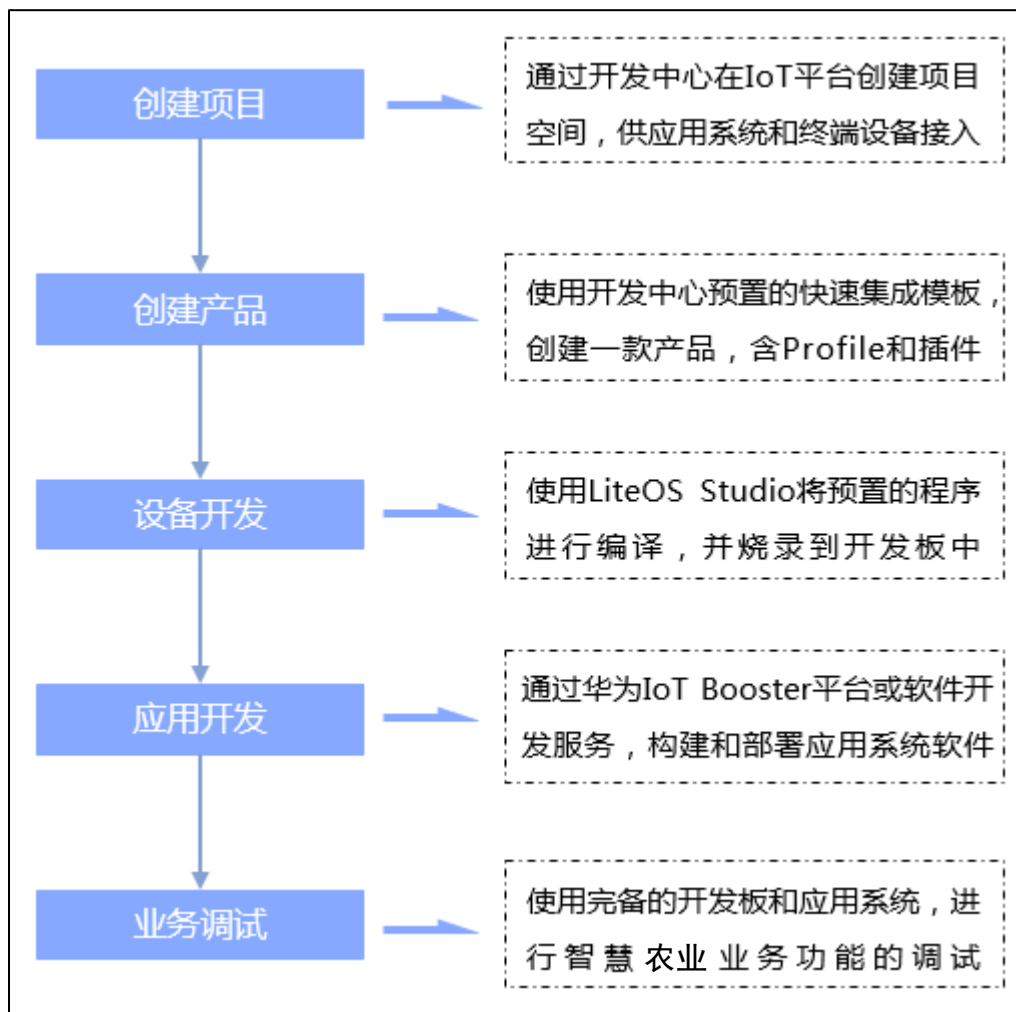 创建项目
通过开发中心在IoT平台创建项目
空间，供应用系统和终端设备接入
创建产品
使用开发中心预置的快速集成模板，
创建一款产品，含Profile和插件
设备开发
使用LiteOS Studio将预置的程序
进行编译，并烧录到开发板中
应用开发
通过华为IoT Booster平台或软件开
发服务，构建和部署应用系统软件
业务调试
使用完备的开发板和应用系统，进
行智慧农业业务功能的调试